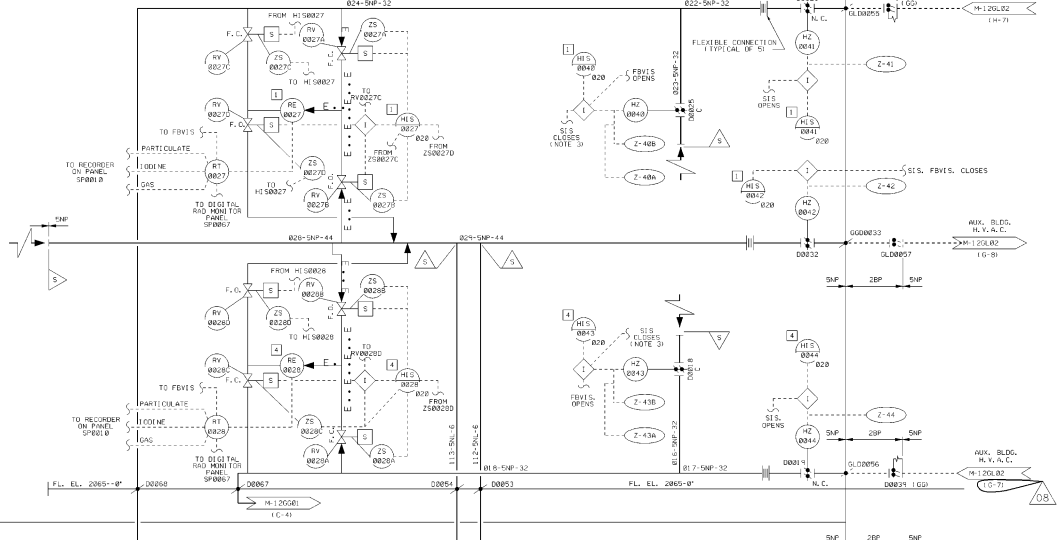 024-5NP-32
022-5NP-32
(GG)
M-12GL02
(H-7)
GLD0055
N.C.
FROM HIS0027
RV
0027A
ZS
0027A
S
F.C.
RV
0027C
ZS
0027C
S
F.O.
TO HIS0027
HZ
0041
FLEXIBLE CONNECTION
(TYPICAL OF 5)
Z-41
023-5NP-32
1
HIS
0040
020
FBVIS
OPENS
SIS
OPENS
TO
RV0027C
RV
0027D
1
RE
0027
E
1
HIS
0027
020
I
HZ
0040
D0025
C
1
HIS
0041
020
TO FBVIS
F.O.
S
FROM
ZS0027C
FROM
ZS0027D
SIS
CLOSES
(NOTE 3)
Z-40B
S
PARTICULATE
TO RECORDER
ON PANEL
SP0010
IODINE
GAS
RT
0027
ZS
0027D
TO
HIS0027
F.O.
S
Z-40A
I
SIS. FBVIS. CLOSES
1
HIS
0042
020
Z-42
RV
0027B
ZS
0027B
TO DIGITAL
RAD MONITOR
PANEL
SP0067
HZ
0042
5NP
028-5NP-44
029-5NP-44
GGD0033
AUX. BLDG.
H.V.A.C.
M-12GL02
(G-8)
D0032
GLD0057
S
S
S
FROM HIS0028
RV
0028B
ZS
0028B
5NP
2BP
5NP
F.O.
S
F.O.
S
RV
0028D
ZS
0028D
TO HIS0028
4
HIS
0043
020
SIS
CLOSES
(NOTE 3)
S
4
HIS
0044
020
RV
0028C
4
RE
0028
E
TO
RV0028D
I
4
HIS
0028
020
I
HZ
0043
D0018
C
TO FBVIS
F.C.
S
FROM
ZS0028D
FBVIS.
OPENS
Z-43B
I
SIS.
OPENS
Z-44
PARTICULATE
TO RECORDER
ON PANEL
SP0010
IODINE
GAS
RT
0028
ZS
0028C
F.C.
S
Z-43A
HZ
0044
5NP
2BP
5NP
RV
0028A
ZS
0028A
113-5NL-6
112-5NL-6
016-5NP-32
TO DIGITAL
RAD MONITOR
PANEL
SP0067
018-5NP-32
017-5NP-32
D0019
GLD0056
AUX. BLDG.
H.V.A.C.
M-12GL02
(G-7)
FL. EL. 2065'-0"
D0068
D0067
D0054
D0053
FL. EL. 2065'-0"
N.C.
D0039 (GG)
08
M-12GG01
(C-4)
5NP
2BP
5NP